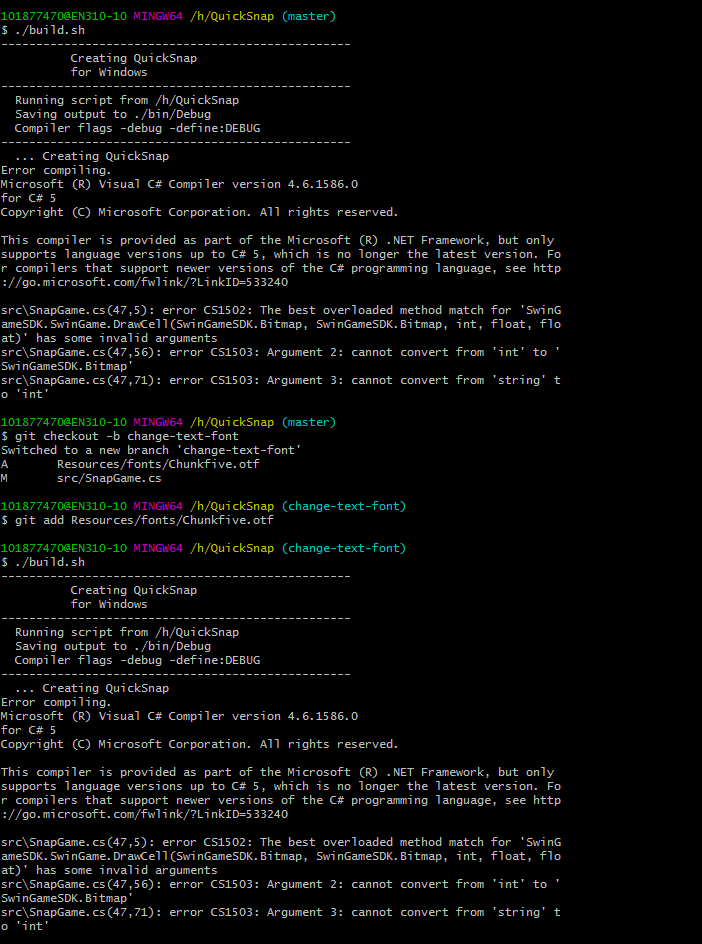 101877470@EN310-10 MINGW64 /h/QuickSnap (master)
$ ./build.sh
--------------------------------------------------
          Creating QuickSnap
          for Windows
--------------------------------------------------
  Running script from /h/QuickSnap
  Saving output to ./bin/Debug
  Compiler flags -debug -define:DEBUG
--------------------------------------------------
  ... Creating QuickSnap
Error compiling.
Microsoft (R) Visual C# Compiler version 4.6.1586.0
for C# 5
Copyright (C) Microsoft Corporation. All rights reserved.

This compiler is provided as part of the Microsoft (R) .NET Framework, but only
supports language versions up to C# 5, which is no longer the latest version. Fo
r compilers that support newer versions of the C# programming language, see http
://go.microsoft.com/fwlink/?LinkID=533240

src\SnapGame.cs(47,5): error CS1502: The best overloaded method match for 'SwinG
ameSDK.SwinGame.DrawCell(SwinGameSDK.Bitmap, SwinGameSDK.Bitmap, int, float, flo
at)' has some invalid arguments
src\SnapGame.cs(47,56): error CS1503: Argument 2: cannot convert from 'int' to '
SwinGameSDK.Bitmap'
src\SnapGame.cs(47,71): error CS1503: Argument 3: cannot convert from 'string' t
o 'int'

101877470@EN310-10 MINGW64 /h/QuickSnap (master)
$ git checkout -b change-text-font
Switched to a new branch 'change-text-font'
A       Resources/fonts/Chunkfive.otf
M       src/SnapGame.cs

101877470@EN310-10 MINGW64 /h/QuickSnap (change-text-font)
$ git add Resources/fonts/Chunkfive.otf

101877470@EN310-10 MINGW64 /h/QuickSnap (change-text-font)
$ ./build.sh
--------------------------------------------------
          Creating QuickSnap
          for Windows
--------------------------------------------------
  Running script from /h/QuickSnap
  Saving output to ./bin/Debug
  Compiler flags -debug -define:DEBUG
--------------------------------------------------
  ... Creating QuickSnap
Error compiling.
Microsoft (R) Visual C# Compiler version 4.6.1586.0
for C# 5
Copyright (C) Microsoft Corporation. All rights reserved.

This compiler is provided as part of the Microsoft (R) .NET Framework, but only
supports language versions up to C# 5, which is no longer the latest version. Fo
r compilers that support newer versions of the C# programming language, see http
://go.microsoft.com/fwlink/?LinkID=533240

src\SnapGame.cs(47,5): error CS1502: The best overloaded method match for 'SwinG
ameSDK.SwinGame.DrawCell(SwinGameSDK.Bitmap, SwinGameSDK.Bitmap, int, float, flo
at)' has some invalid arguments
src\SnapGame.cs(47,56): error CS1503: Argument 2: cannot convert from 'int' to '
SwinGameSDK.Bitmap'
src\SnapGame.cs(47,71): error CS1503: Argument 3: cannot convert from 'string' t
o 'int'